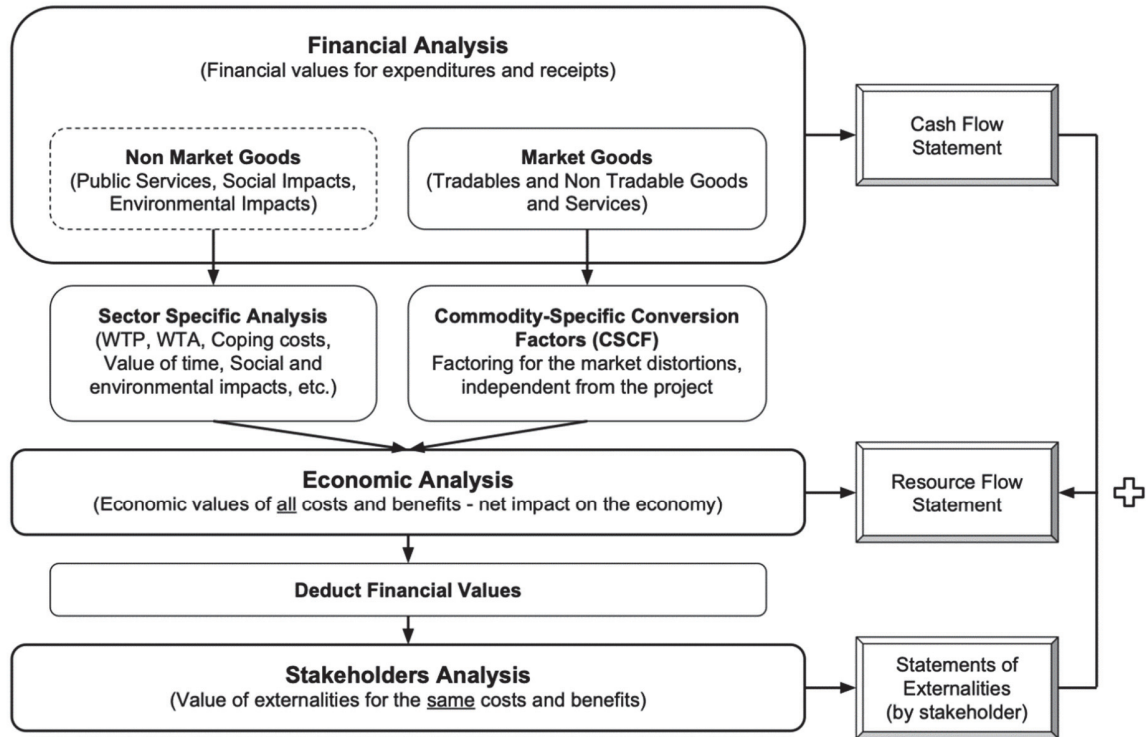 Financial Analysis
(Financial values for expenditures and receipts)
Cash Flow
Statement
Non Market Goods
(Public Services, Social Impacts,
Environmental Impacts)
Market Goods
(Tradables and Non Tradable Goods
and Services)
Sector Specific Analysis
(WTP, WTA, Coping costs,
Value of time, Social and
environmental impacts, etc.)
Commodity-Specific Conversion
Factors (CSCF)
Factoring for the market distortions,
independent from the project
Economic Analysis
(Economic values of all costs and benefits - net impact on the economy)
Resource Flow
Statement
Deduct Financial Values
Stakeholders Analysis
(Value of externalities for the same costs and benefits)
Statements of
Externalities
(by stakeholder)